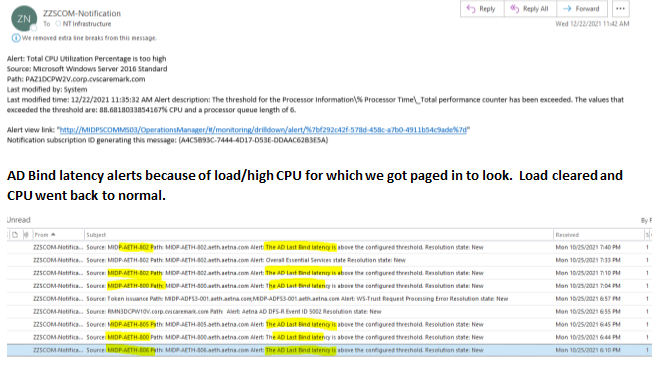 ZN
ZZSCOM-Notification
To NT Infrastructure
Reply Reply All Forward ...
Wed 12/22/2021 11:42 AM
We removed extra line breaks from this message.
Alert: Total CPU Utilization Percentage is too high
Source: Microsoft Windows Server 2016 Standard
Path: PAZ1DCPW2V.corp.cvscaremark.com
Last modified by: System
Last modified time: 12/22/2021 11:35:32 AM Alert description: The threshold for the Processor Information\% Processor Time\_Total performance counter has been exceeded. The values that
exceeded the threshold are: 88.6818033854167% CPU and a processor queue length of 6.
Alert view link: "http://MIDPSCOMMS03/OperationsManager/#/monitoring/drilldown/alert/%7bf292c42f-578d-458c-a7b0-4911b54c9ade%7d"
Notification subscription ID generating this message: {A4C5B93C-7444-4D17-D53E-DDAAC62B3E5A}
AD Bind latency alerts because of load/high CPU for which we got paged in to look. Load cleared and
CPU went back to normal.
Unread By F
From Subject Received S
ZZSCOM-Notifica... Source: MIDP-AETH-802 Path: MIDP-AETH-802.aeth.aetna.com Alert: The AD Last Bind latency is above the configured threshold. Resolution state: New Mon 10/25/2021 7:40 PM 1
ZZSCOM-Notifica... Source: MIDP-AETH-802 Path: MIDP-AETH-802.aeth.aetna.com Alert: Overall Essential Services state Resolution state: New Mon 10/25/2021 7:33 PM 1
ZZSCOM-Notifica... Source: MIDP-AETH-802 Path: MIDP-AETH-802.aeth.aetna.com Alert: The AD Last Bind latency is above the configured threshold. Resolution state: New Mon 10/25/2021 7:10 PM 1
ZZSCOM-Notifica... Source: MIDP-AETH-800 Path: MIDP-AETH-800.aeth.aetna.com Alert: The AD Last Bind latency is above the configured threshold. Resolution state: New Mon 10/25/2021 7:04 PM 1
ZZSCOM-Notifica... Source: Token issuance Path: MIDP-ADFS3-001.aeth.aetna.com;MIDP-ADFS3-001.aeth.aetna.com Alert: WS-Trust Request Processing Error Resolution state: New Mon 10/25/2021 6:57 PM 1
ZZSCOM-Notifica... Source: RMN3DCPW10V.corp.cvscaremark.com Path: Alert: Aetna AD DFS-R Event ID 5002 Resolution state: New Mon 10/25/2021 6:55 PM 1
ZZSCOM-Notifica... Source: MIDP-AETH-805 Path: MIDP-AETH-805.aeth.aetna.com Alert: The AD Last Bind latency is above the configured threshold. Resolution state: New Mon 10/25/2021 6:45 PM 1
ZZSCOM-Notifica... Source: MIDP-AETH-800 Path: MIDP-AETH-800.aeth.aetna.com Alert: The AD Last Bind latency is above the configured threshold. Resolution state: New Mon 10/25/2021 6:44 PM 1
ZZSCOM-Notifica... Source: MIDP-AETH-806 Path: MIDP-AETH-806.aeth.aetna.com Alert: The AD Last Bind latency is above the configured threshold. Resolution state: New Mon 10/25/2021 6:10 PM 1